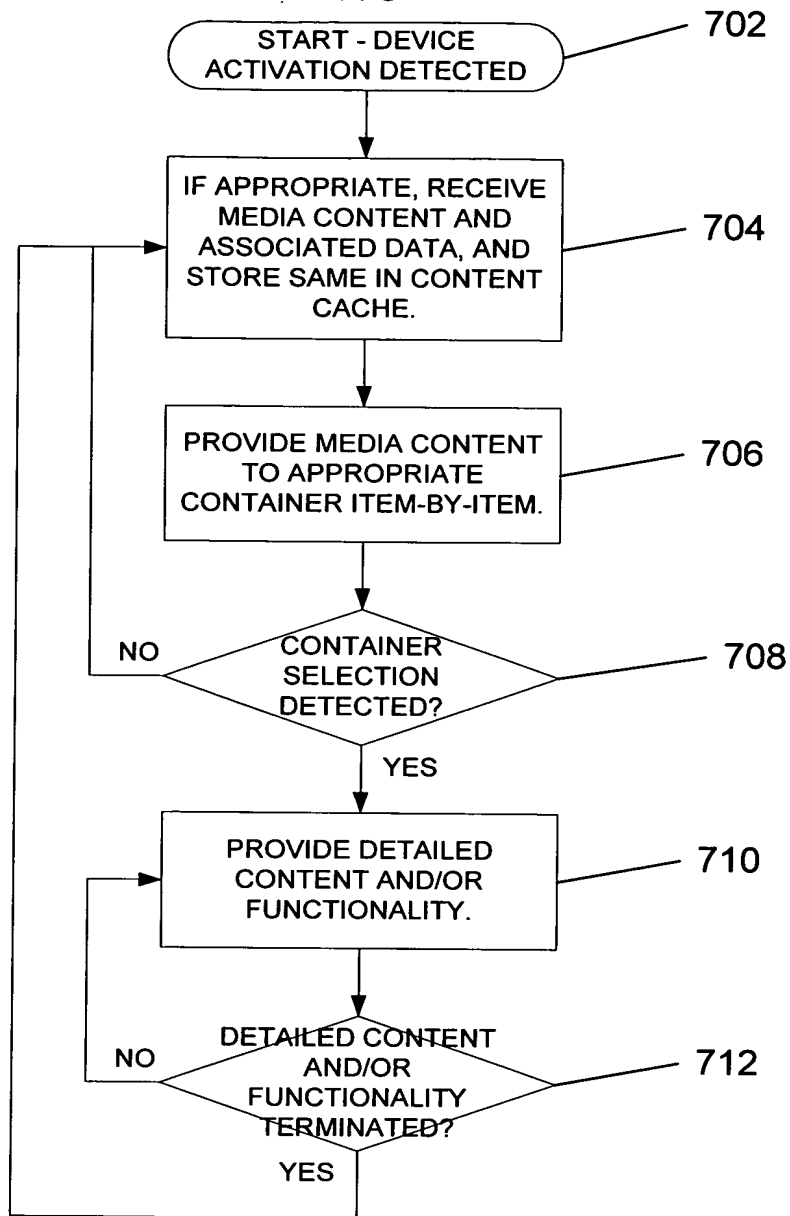 702
START - DEVICE
ACTIVATION DETECTED
IF APPROPRIATE, RECEIVE
MEDIA CONTENT AND
ASSOCIATED DATA, AND
STORE SAME IN CONTENT
CACHE.
704
PROVIDE MEDIA CONTENT
TO APPROPRIATE
CONTAINER ITEM-BY-ITEM.
706
NO
CONTAINER
SELECTION
DETECTED?
708
YES
PROVIDE DETAILED
CONTENT AND/OR
FUNCTIONALITY.
710
DETAILED CONTENT
AND/OR
FUNCTIONALITY
TERMINATED?
NO
712
YES